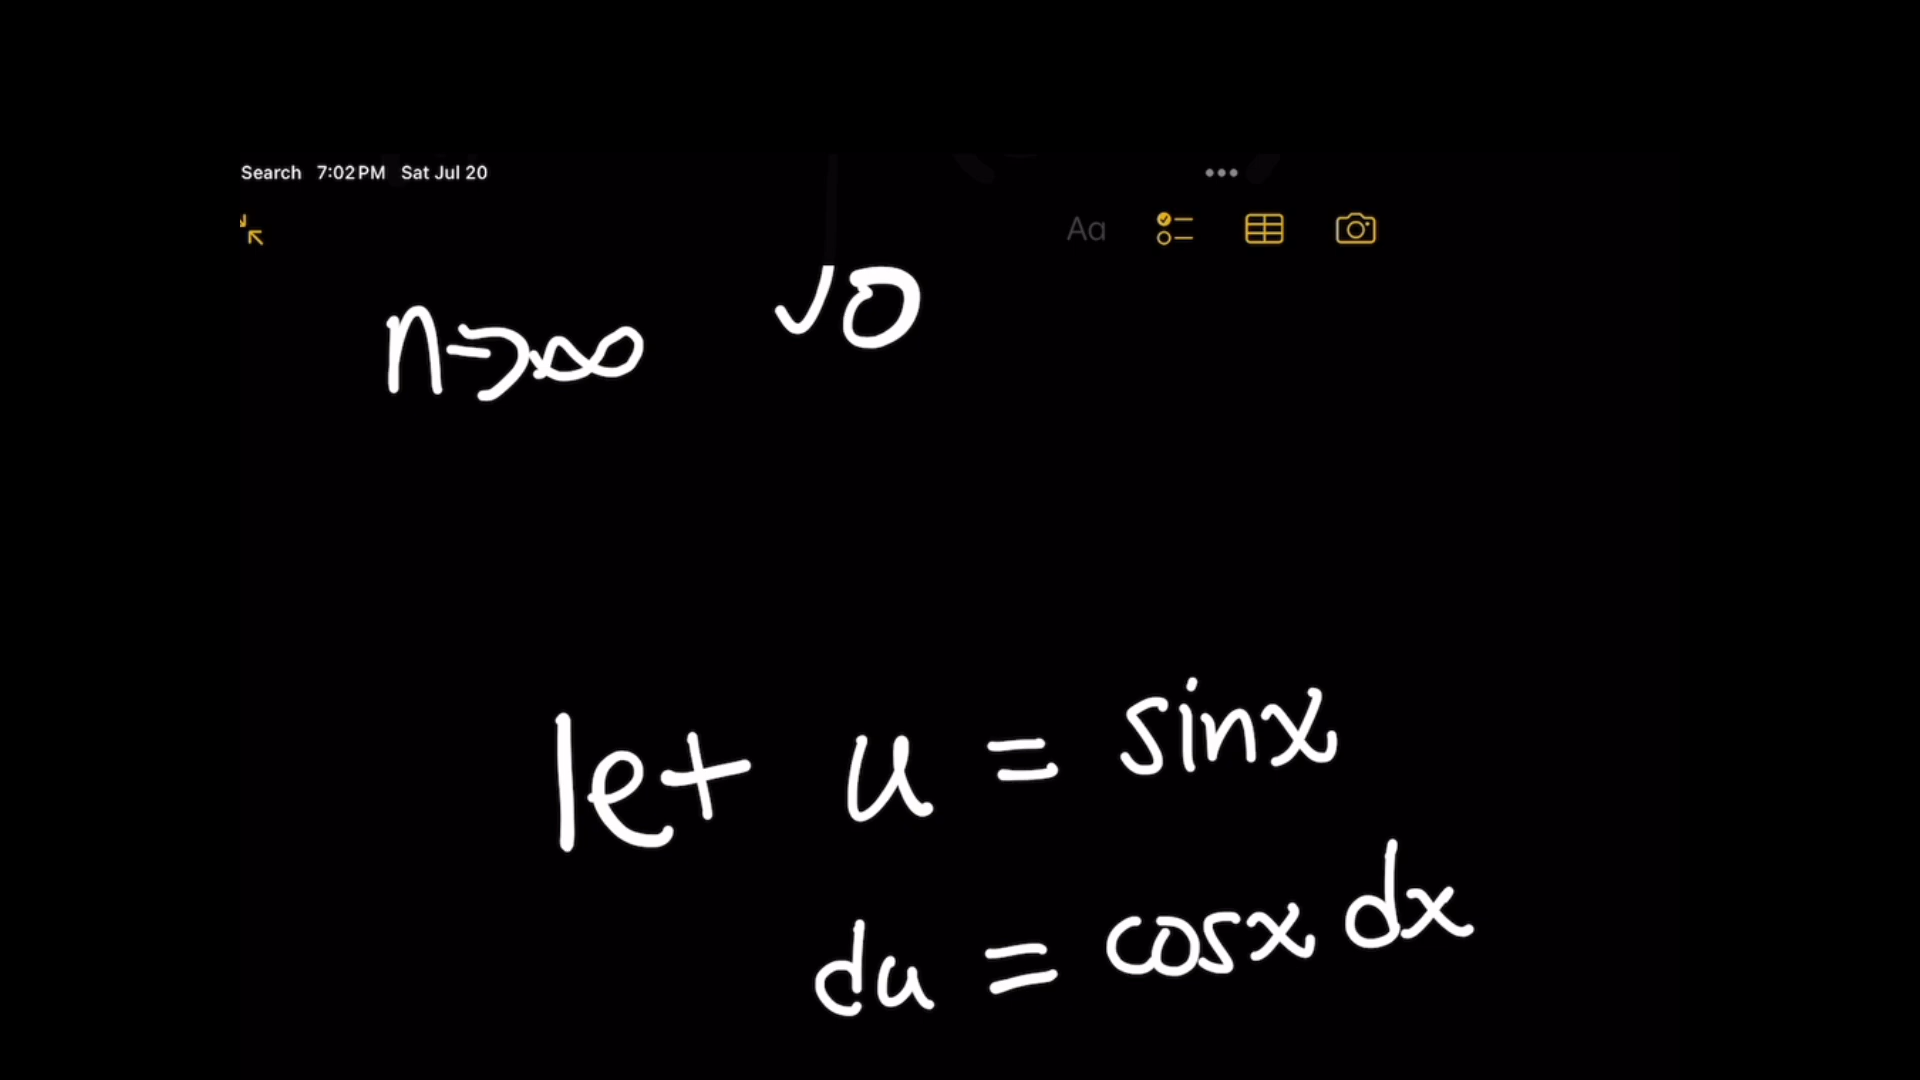 Search 7:02 PM Sat Jul 20
Aa
n→∞ 0
let u = sinx
du = cosx dx